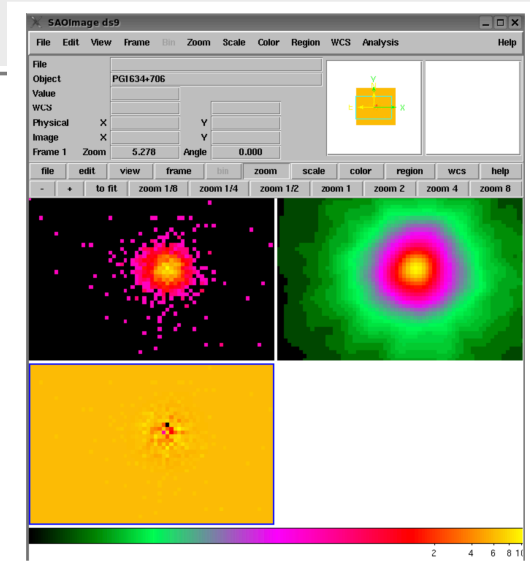 SAOImage ds9
File Edit View Frame Bin Zoom Scale Color Region WCS Analysis Help
File
Object PG1634+706
Value
WCS
Physical X Y
Image X Y
Frame 1 Zoom 5.278 Angle 0.000
Y
X
file edit view frame bin zoom scale color region wcs help
- + to fit zoom 1/8 zoom 1/4 zoom 1/2 zoom 1 zoom 2 zoom 4 zoom 8
2 4 6 8 10